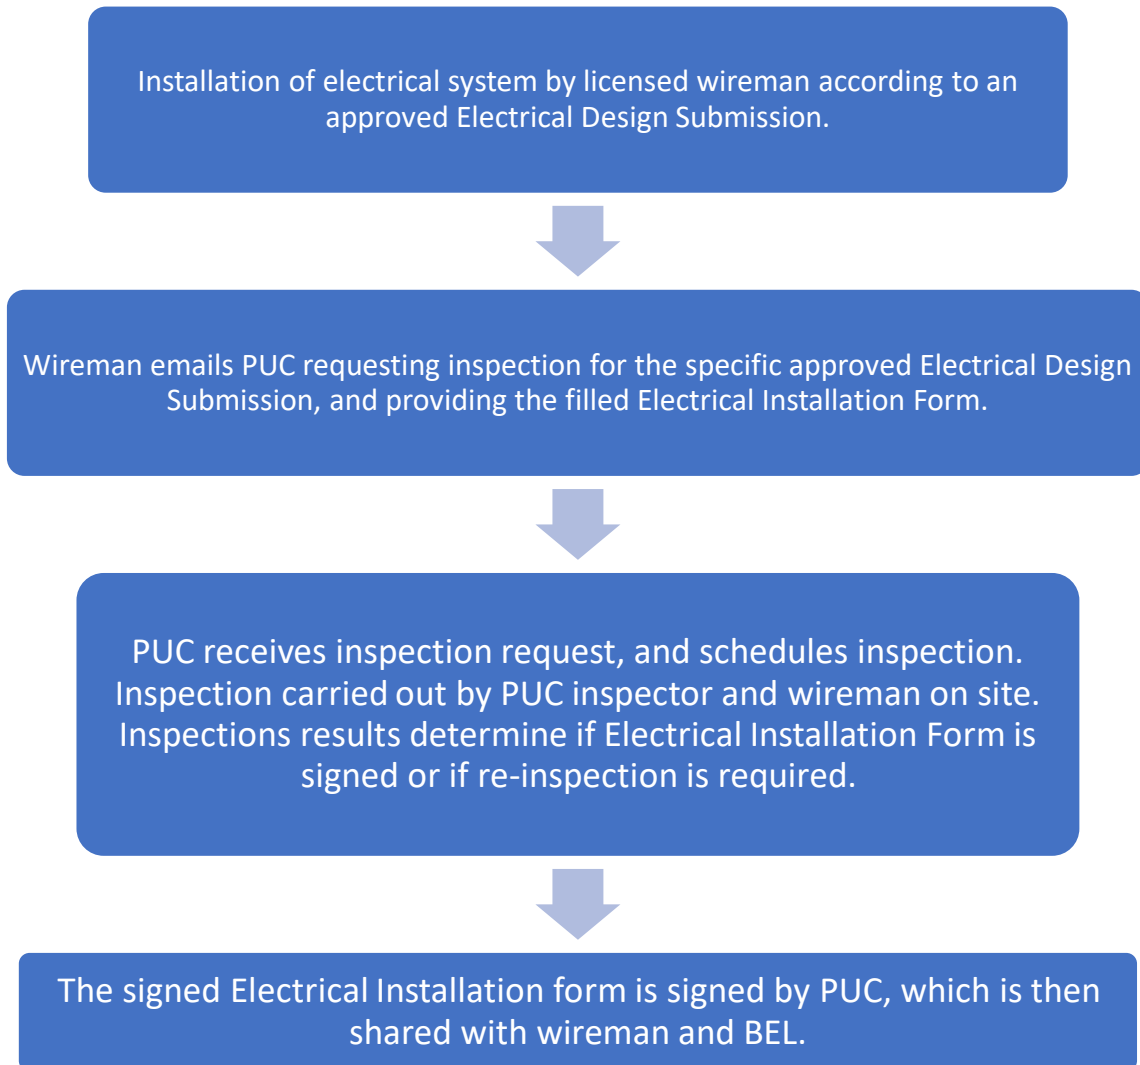 Installation of electrical system by licensed wireman according to an
approved Electrical Design Submission.
Wireman emails PUC requesting inspection for the specific approved Electrical Design
Submission, and providing the filled Electrical Installation Form.
PUC receives inspection request, and schedules inspection.
Inspection carried out by PUC inspector and wireman on site.
Inspections results determine if Electrical Installation Form is
signed or if re-inspection is required.
The signed Electrical Installation form is signed by PUC, which is then
shared with wireman and BEL.